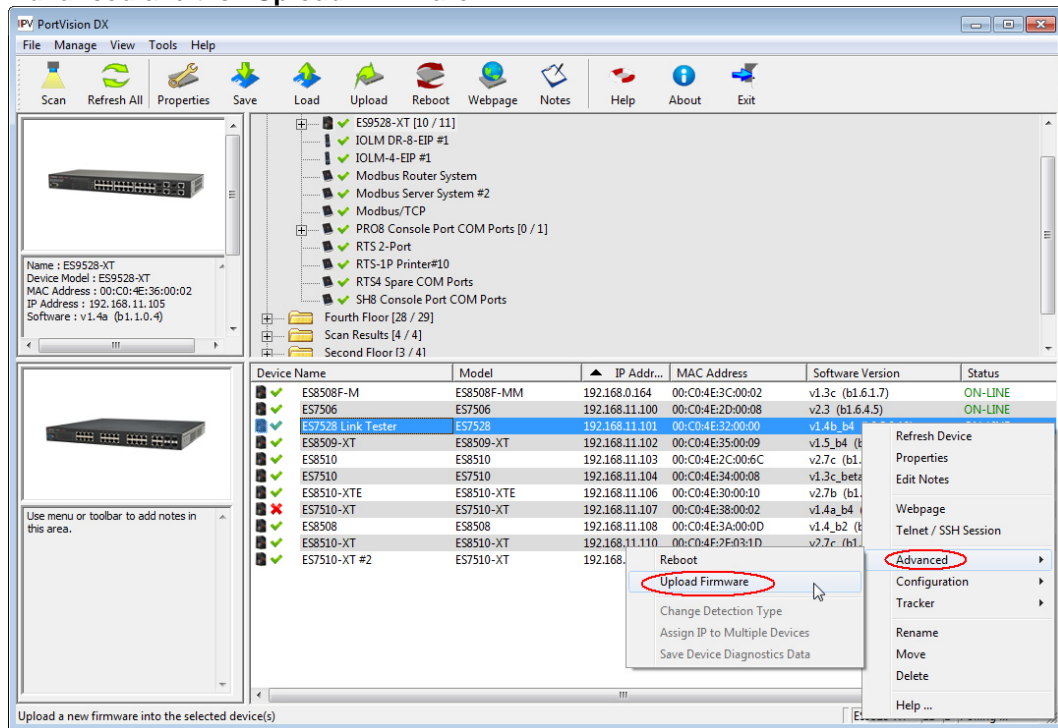 PortVision DX
File Manage View Tools Help
Scan Refresh All Properties Save Load Upload Reboot Webpage Notes Help About Exit
ES9528-XT [10 / 11]
IOLM DR-8-EIP #1
IOLM-4-EIP #1
Modbus Router System
Modbus Server System #2
Modbus/TCP
PRO8 Console Port COM Ports [0 / 1]
RTS 2-Port
RTS-1P Printer#10
RTS4 Spare COM Ports
SH8 Console Port COM Ports
Fourth Floor [28 / 29]
Scan Results [4 / 4]
Second Floor [3 / 4]
Name : ES9528-XT
Device Model : ES9528-XT
MAC Address : 00:C0:4E:36:00:02
IP Address : 192.168.11.105
Software : v1.4a (b1.1.0.4)
Device Name Model IP Addr... MAC Address Software Version Status
ES8508F-M ES8508F-MM 192.168.0.164 00:C0:4E:3C:00:02 v1.3c (b1.6.1.7) ON-LINE
ES7506 ES7506 192.168.11.100 00:C0:4E:2D:00:08 v2.3 (b1.6.4.5) ON-LINE
ES7528 Link Tester ES7528 192.168.11.101 00:C0:4E:32:00:00 v1.4b_b4
ES8509-XT ES8509-XT 192.168.11.102 00:C0:4E:35:00:09 v1.5_b4 (b
ES8510 ES8510 192.168.11.103 00:C0:4E:2C:00:6C v2.7c (b1.
ES7510 ES7510 192.168.11.104 00:C0:4E:34:00:08 v1.3c_beta
ES8510-XTE ES8510-XTE 192.168.11.106 00:C0:4E:30:00:10 v2.7b (b1.
ES7510-XT ES7510-XT 192.168.11.107 00:C0:4E:38:00:02 v1.4a_b4 (
ES8508 ES8508 192.168.11.108 00:C0:4E:3A:00:0D v1.4_b2 (b
ES8510-XT ES8510-XT 192.168.11.110 00:C0:4E:2E:03:1D v2.7c (b1.
ES7510-XT #2 ES7510-XT 192.168.
Use menu or toolbar to add notes in
this area.
Refresh Device
Properties
Edit Notes
Webpage
Telnet / SSH Session
Advanced
Configuration
Tracker
Rename
Move
Delete
Help ...
Reboot
Upload Firmware
Change Detection Type
Assign IP to Multiple Devices
Save Device Diagnostics Data
Upload a new firmware into the selected device(s)